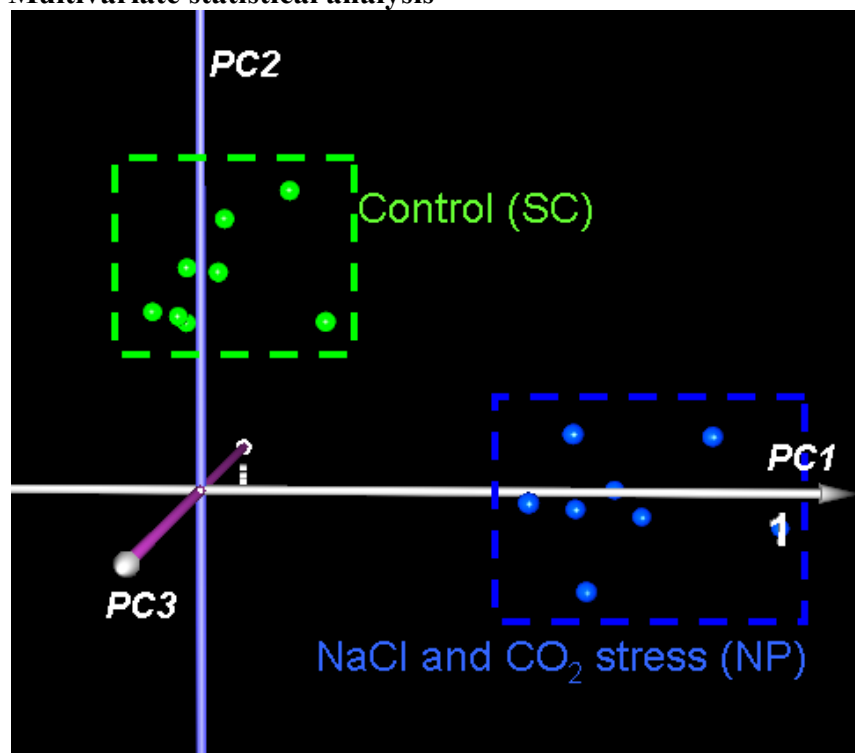 Multivariate statistical analysis
PC2
Control (SC)
PC1
1
PC3
NaCl and CO₂ stress (NP)